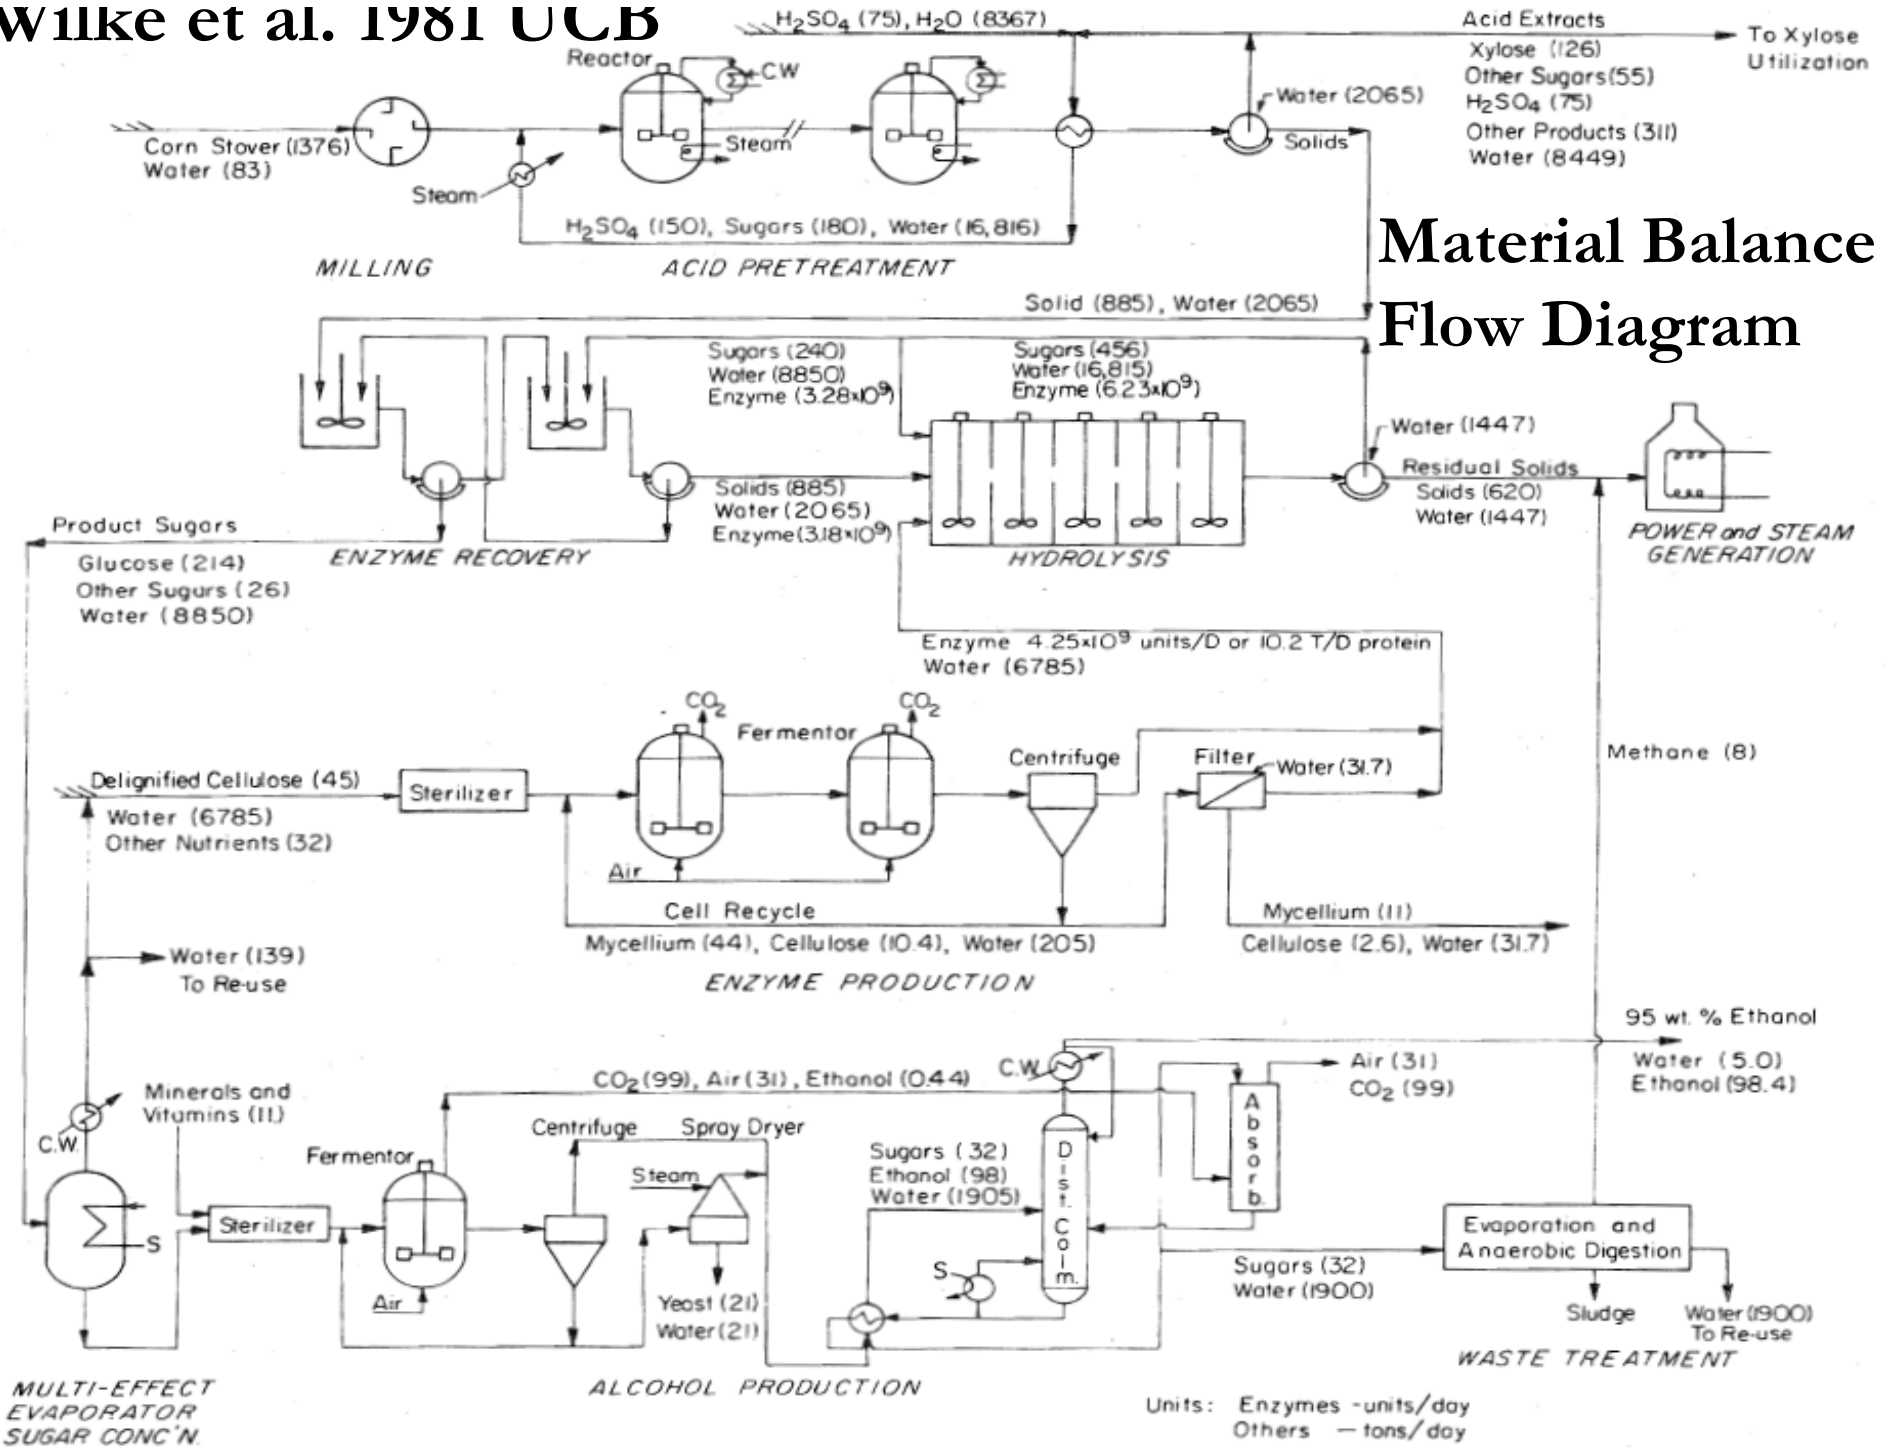 Wilke et al. 1981 UCB
H₂SO₄ (75), H₂O (8367)
Acid Extracts
Xylose (126)
Other Sugars(55)
H₂SO₄ (75)
Other Products (311)
Water (8449)
To Xylose
Utilization
Reactor
C.W
Water (2065)
Solids
Corn Stover (1376)
Water (83)
Steam
Steam
H₂SO₄ (150), Sugars (180), Water (16,816)
MILLING
ACID PRETREATMENT
Material Balance
Flow Diagram
Solid (885), Water (2065)
Sugars (240)
Water (8850)
Enzyme (3.28x10⁹)
Sugars (456)
Water (16,815)
Enzyme (6.23x10⁹)
Water (1447)
Residual Solids
Solids (620)
Water (1447)
Solids (885)
Water (2065)
Enzyme (3.18x10⁹)
POWER and STEAM
GENERATION
Product Sugars
Glucose (214)
Other Sugars (26)
Water (8850)
ENZYME RECOVERY
HYDROLYSIS
Enzyme 4.25x10⁹ units/D or 10.2 T/D protein
Water (6785)
CO₂
CO₂
Fermentor
Centrifuge
Filter
Water (31.7)
Methane (8)
Delignified Cellulose (45)
Water (6785)
Other Nutrients (32)
Sterilizer
Air
Cell Recycle
Mycellium (44), Cellulose (10.4), Water (205)
Mycellium (11)
Cellulose (2.6), Water (31.7)
ENZYME PRODUCTION
Water (139)
To Re-use
95 wt. % Ethanol
Water (5.0)
Ethanol (98.4)
C.W.
Air (31)
CO₂ (99)
CO₂ (99), Air (31), Ethanol (0.44)
Minerals and
Vitamins (11)
C.W.
Fermentor
Centrifuge
Spray Dryer
Steam
Sugars (32)
Ethanol (98)
Water (1905)
Dist. Colm.
Absorb.
S
Sterilizer
Air
Yeast (21)
Water (21)
S
Sugars (32)
Water (1900)
Evaporation and
Anaerobic Digestion
Sludge
Water (1900)
To Re-use
WASTE TREATMENT
MULTI-EFFECT
EVAPORATOR
SUGAR CONC'N.
ALCOHOL PRODUCTION
Units: Enzymes - units/day
Others — tons/day